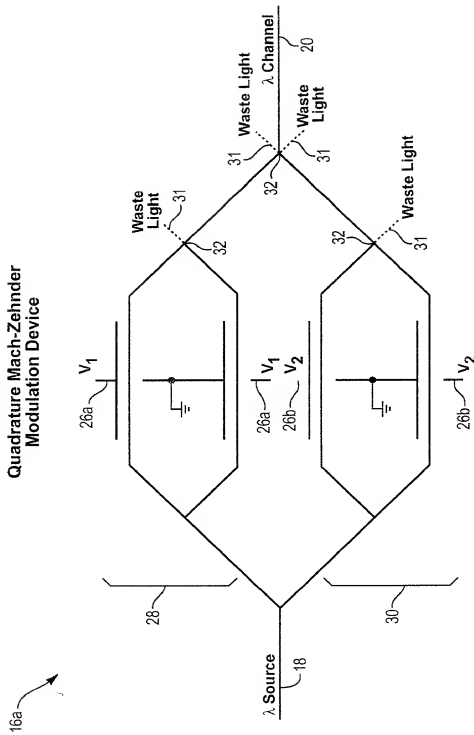 Quadrature Mach-Zehnder
Modulation Device
16a
λ Source
18
28
30
26a
V1
26a
V1
26b
V2
26b
V2
Waste
Light
31
32
Waste Light
31
32
31
Waste
Light
32
31
Waste Light
λ Channel
20